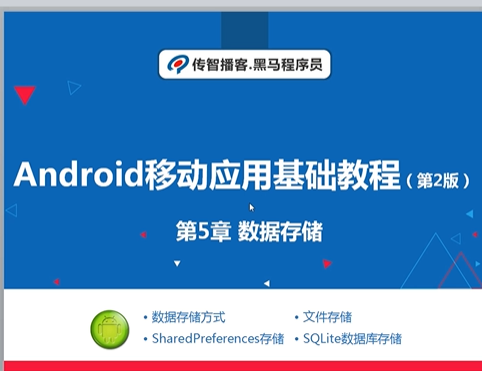 传智播客.黑马程序员
Android移动应用基础教程（第2版）
第5章 数据存储
• 数据存储方式
• 文件存储
• SharedPreferences存储
• SQLite数据库存储